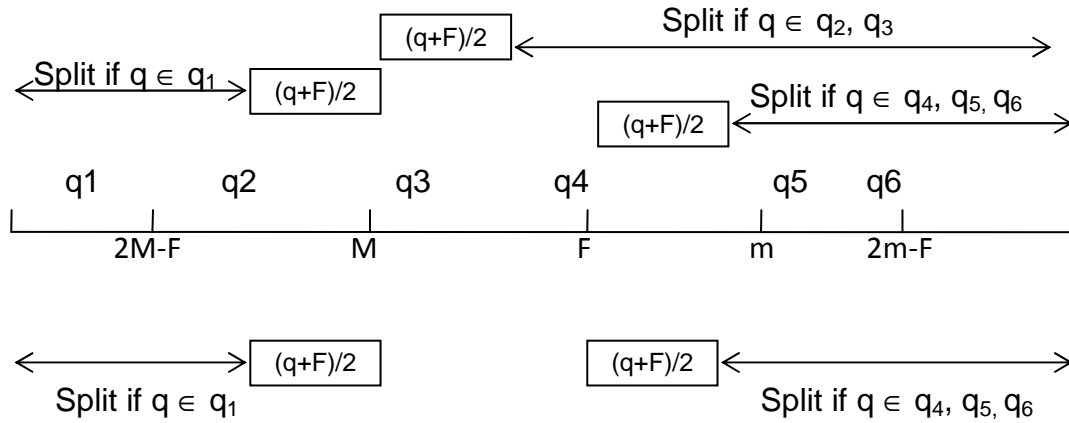 Split if q ∈ q₂, q₃
(q+F)/2
Split if q ∈ q₁
(q+F)/2
Split if q ∈ q₄, q₅, q₆
(q+F)/2
q1 q2 q3 q4 q5 q6
2M-F M F m 2m-F
(q+F)/2 (q+F)/2
Split if q ∈ q₁ Split if q ∈ q₄, q₅, q₆